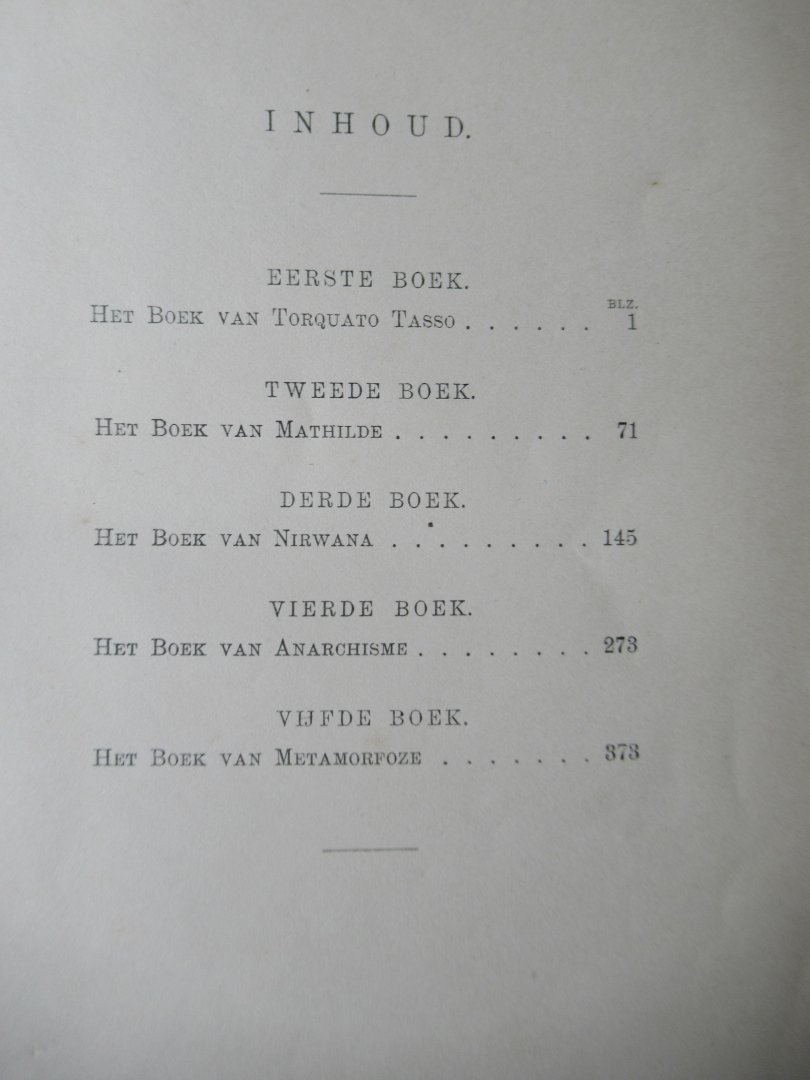 INHOUD.
EERSTE BOEK.
BLZ.
HET BOEK VAN TORQUATO TASSO . . . . . . 1
TWEEDE BOEK.
HET BOEK VAN MATHILDE . . . . . . . . . 71
DERDE BOEK.
HET BOEK VAN NIRWANA . . . . . . . . . 145
VIERDE BOEK.
HET BOEK VAN ANARCHISME . . . . . . . . 273
VIJFDE BOEK.
HET BOEK VAN METAMORFOZE . . . . . . . 373